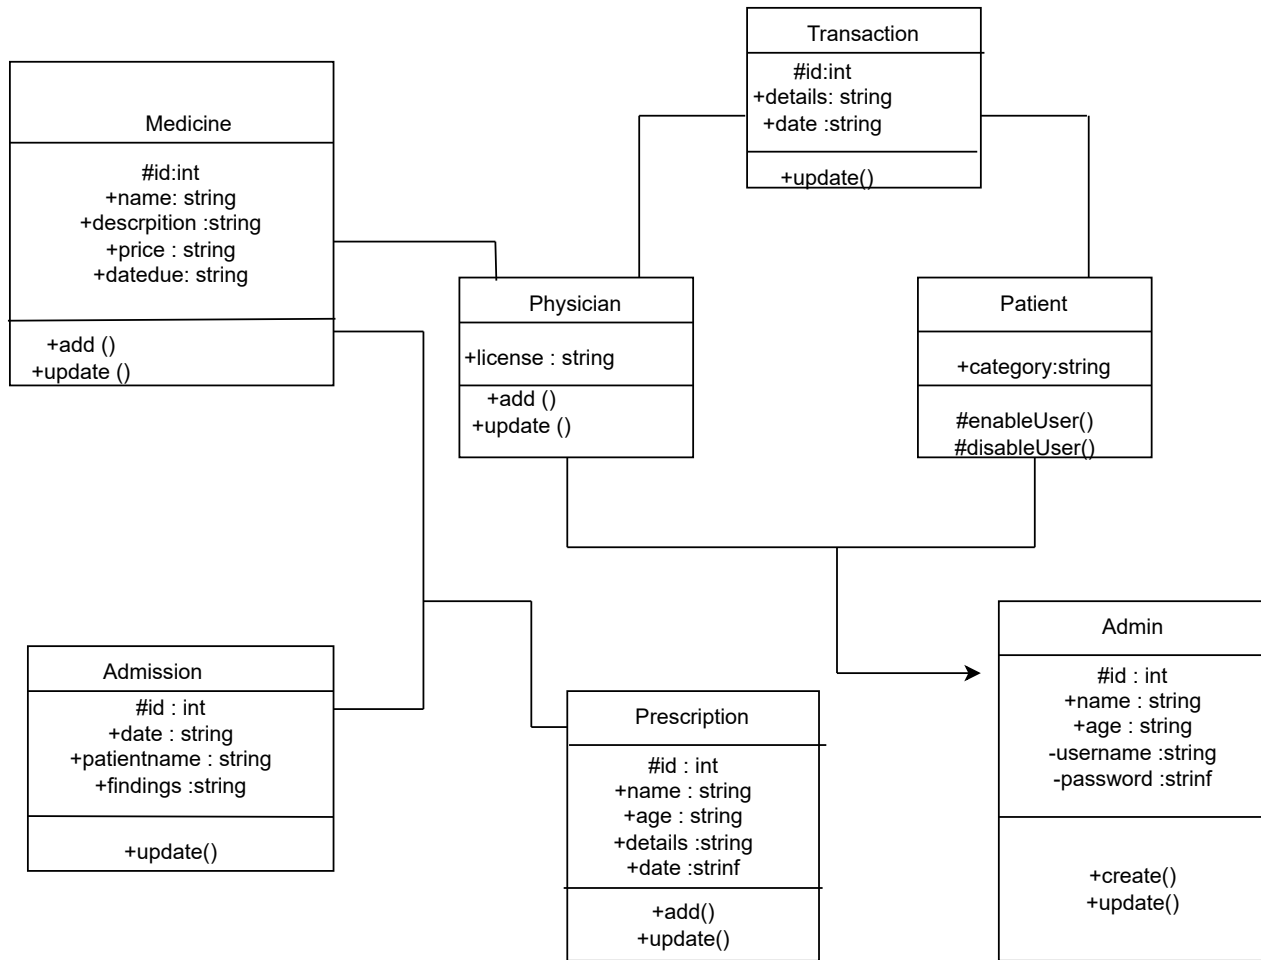 Transaction
#id:int
+details: string
+date :string
+update()
Medicine
#id:int
+name: string
+descrpition :string
+price : string
+datedue: string
+add ()
+update ()
Physician
+license : string
+add ()
+update ()
Patient
+category:string
#enableUser()
#disableUser()
Admission
#id : int
+date : string
+patientname : string
+findings :string
+update()
Prescription
#id : int
+name : string
+age : string
+details :string
+date :strinf
+add()
+update()
Admin
#id : int
+name : string
+age : string
-username :string
-password :strinf
+create()
+update()